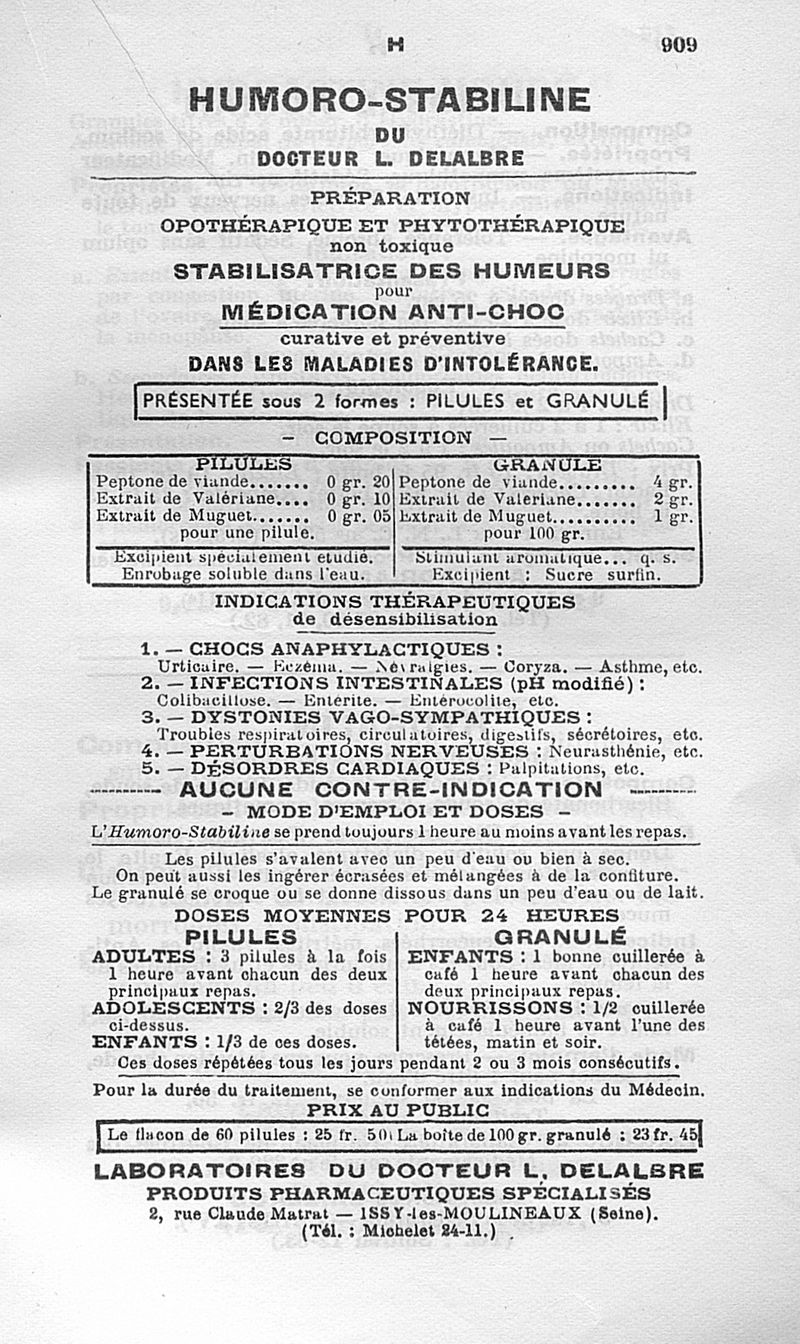 H 909
HUMORO-STABILINE
DU
DOCTEUR L. DELALBRE
PRÉPARATION
OPOTHÉRAPIQUE ET PHYTOTHÉRAPIQUE
non toxique
STABILISATRICE DES HUMEURS
pour
MÉDICATION ANTI-CHOC
curative et préventive
DANS LES MALADIES D'INTOLÉRANCE.
PRÉSENTÉE sous 2 formes : PILULES et GRANULÉ
— COMPOSITION —
PILULES
Peptone de viande....... 0 gr. 20
Extrait de Valériane.... 0 gr. 10
Extrait de Muguet....... 0 gr. 05
pour une pilule.
Excipient spécialement étudié.
Enrobage soluble dans l'eau.
GRANULÉ
Peptone de viande......... 4 gr.
Extrait de Valériane....... 2 gr.
Extrait de Muguet.......... 1 gr.
pour 100 gr.
Stimulant aromatique... q. s.
Excipient : Sucre surfin.
INDICATIONS THÉRAPEUTIQUES
de désensibilisation
1. — CHOCS ANAPHYLACTIQUES :
Urticaire. — Eczéma. — Névralgies. — Coryza. — Asthme, etc.
2. — INFECTIONS INTESTINALES (pH modifié) :
Colibacillose. — Entérite. — Entérocolite, etc.
3. — DYSTONIES VAGO-SYMPATHIQUES :
Troubles respiratoires, circulatoires, digestifs, sécrétoires, etc.
4. — PERTURBATIONS NERVEUSES : Neurasthénie, etc.
5. — DÉSORDRES CARDIAQUES : Palpitations, etc.
---------- AUCUNE CONTRE-INDICATION ----------
— MODE D'EMPLOI ET DOSES —
L'Humoro-Stabiline se prend toujours 1 heure au moins avant les repas.
Les pilules s'avalent avec un peu d'eau ou bien à sec.
On peut aussi les ingérer écrasées et mélangées à de la confiture.
Le granulé se croque ou se donne dissous dans un peu d'eau ou de lait.
DOSES MOYENNES POUR 24 HEURES
PILULES
ADULTES : 3 pilules à la fois
1 heure avant chacun des deux
principaux repas.
ADOLESCENTS : 2/3 des doses
ci-dessus.
ENFANTS : 1/3 de ces doses.
GRANULÉ
ENFANTS : 1 bonne cuillerée à
café 1 heure avant chacun des
deux principaux repas.
NOURRISSONS : 1/2 cuillerée
à café 1 heure avant l'une des
tétées, matin et soir.
Ces doses répétées tous les jours pendant 2 ou 3 mois consécutifs.
Pour la durée du traitement, se conformer aux indications du Médecin.
PRIX AU PUBLIC
Le flacon de 60 pilules : 25 fr. 50 La boîte de 100 gr. granulé : 23 fr. 45
LABORATOIRES DU DOCTEUR L. DELALBRE
PRODUITS PHARMACEUTIQUES SPÉCIALISÉS
2, rue Claude Matrat — ISSY-les-MOULINEAUX (Seine).
(Tél. : Michelet 24-11.)